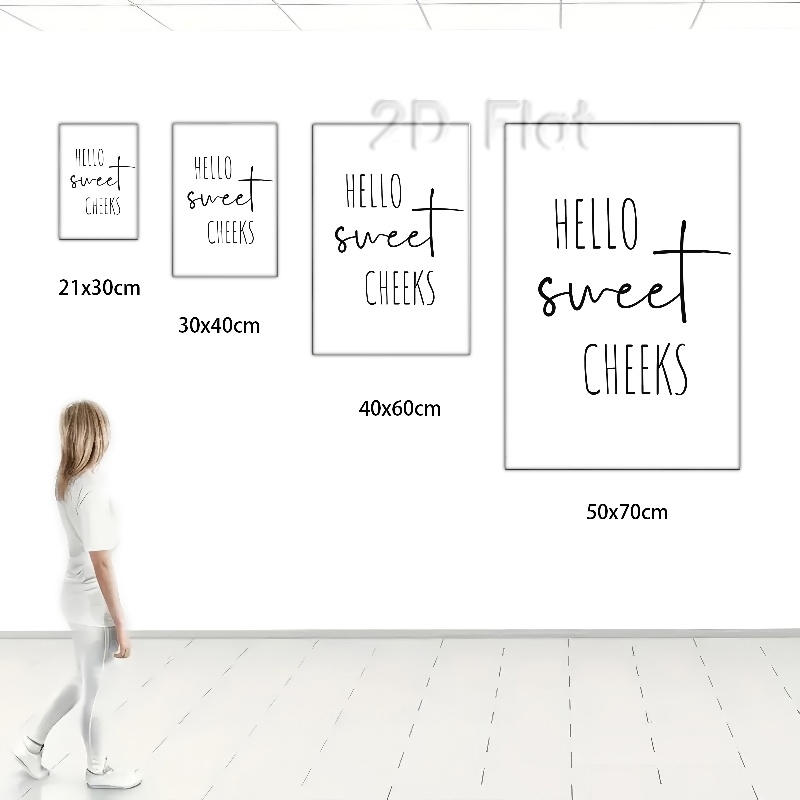 2D Flat
HELLO
sweet
CHEEKS
21x30cm
HELLO
sweet
CHEEKS
30x40cm
HELLO
sweet
CHEEKS
40x60cm
HELLO
sweet
CHEEKS
50x70cm